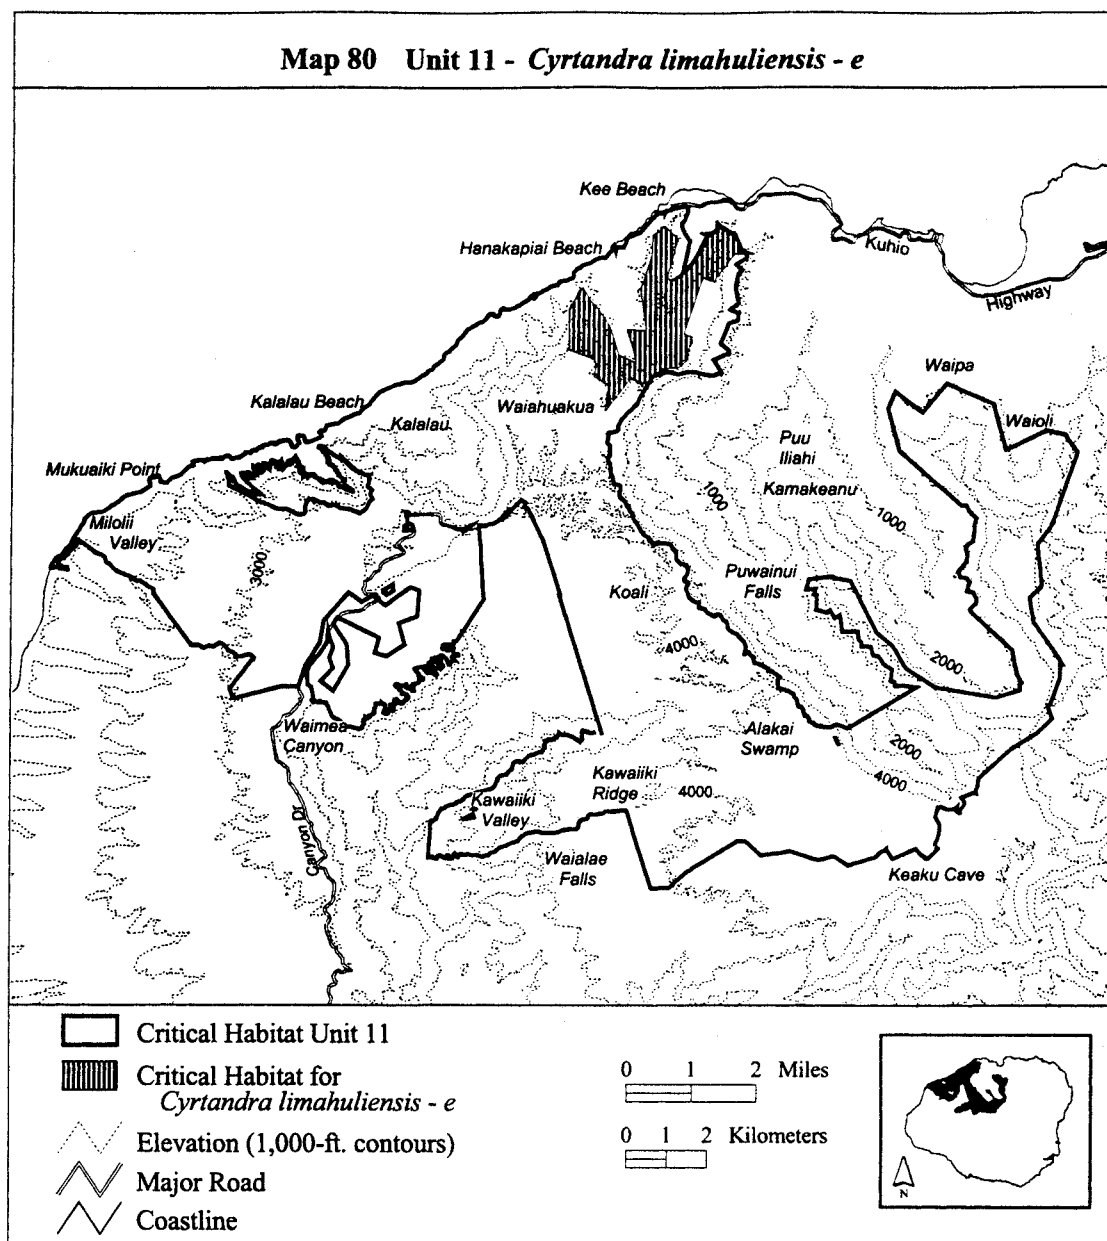 Map 80 Unit 11 - Cyrtandra limahuliensis - e
Kee Beach
Hanakapiai Beach
Kuhio
Highway
Waipa
Kalalau Beach
Waiahuakua
Kalalau
Waioli
Puu
Iliahi
Mukuaiki Point
Kamakeanu
1000
1000
Milolii
Valley
3000
Puwainui
Falls
Koali
4000
2000
Waimea
Canyon
Alakai
Swamp
2000
4000
Kawaiiki
Ridge
4000
Kawaiiki
Valley
Canyon Dr
Waialae
Falls
Keaku Cave
Critical Habitat Unit 11
Critical Habitat for
Cyrtandra limahuliensis - e
Elevation (1,000-ft. contours)
Major Road
Coastline
0 1 2 Miles
0 1 2 Kilometers
N